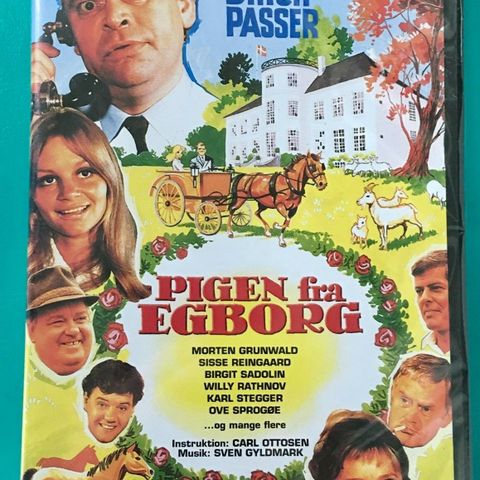 PASSER
PIGEN fra
EGBORG
MORTEN GRUNWALD
SISSE REINGAARD
BIRGIT SADOLIN
WILLY RATHNOV
KARL STEGGER
OVE SPROGØE
...og mange flere
Instruktion: CARL OTTOSEN
Musik: SVEN GYLDMARK